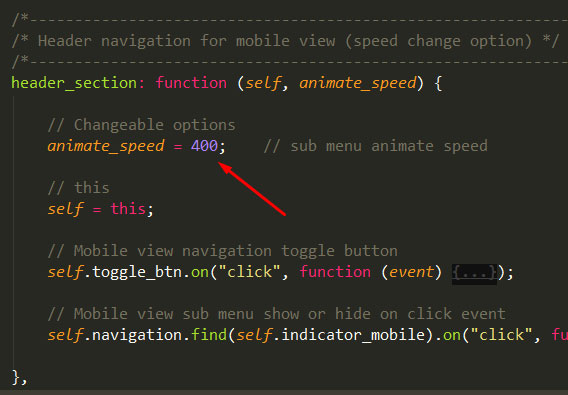 /*---------------------------------------------------------------
/* Header navigation for mobile view (speed change option) */
/*---------------------------------------------------------------
header_section: function (self, animate_speed) {
// Changeable options
animate_speed = 400;    // sub menu animate speed
// this
self = this;
// Mobile view navigation toggle button
self.toggle_btn.on("click", function (event) {...});
// Mobile view sub menu show or hide on click event
self.navigation.find(self.indicator_mobile).on("click", fu
},